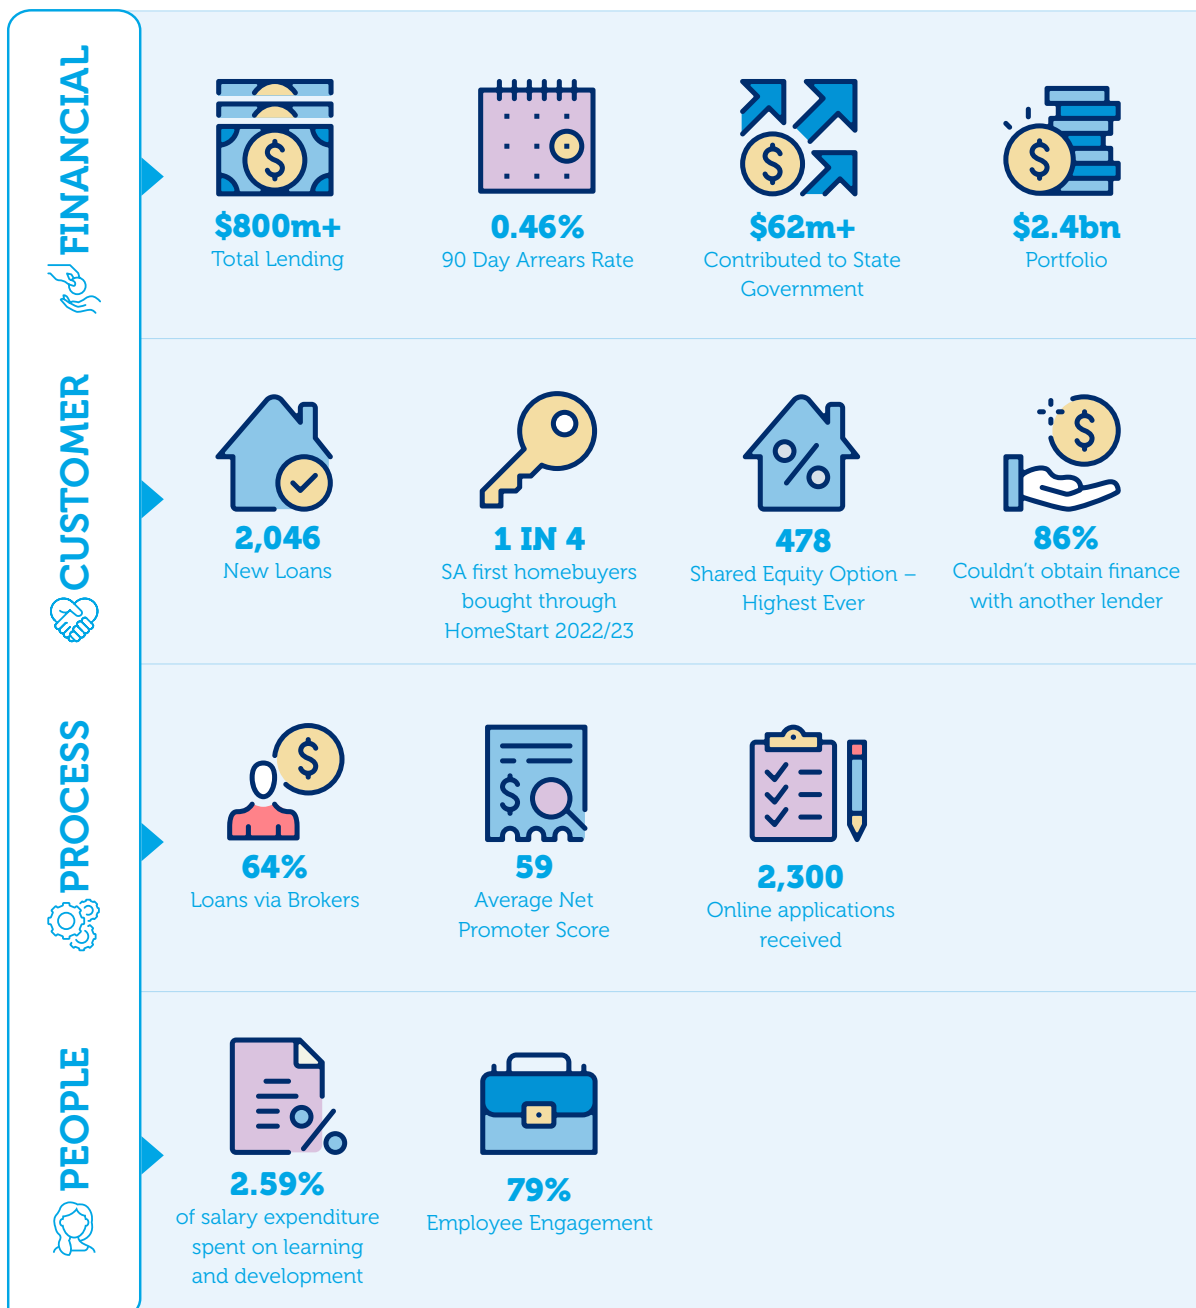 FINANCIAL
$800m+
Total Lending
0.46%
90 Day Arrears Rate
$62m+
Contributed to State
Government
$2.4bn
Portfolio
CUSTOMER
2,046
New Loans
1 IN 4
SA first homebuyers
bought through
HomeStart 2022/23
478
Shared Equity Option –
Highest Ever
86%
Couldn’t obtain finance
with another lender
PROCESS
64%
Loans via Brokers
59
Average Net
Promoter Score
2,300
Online applications
received
PEOPLE
2.59%
of salary expenditure
spent on learning
and development
79%
Employee Engagement